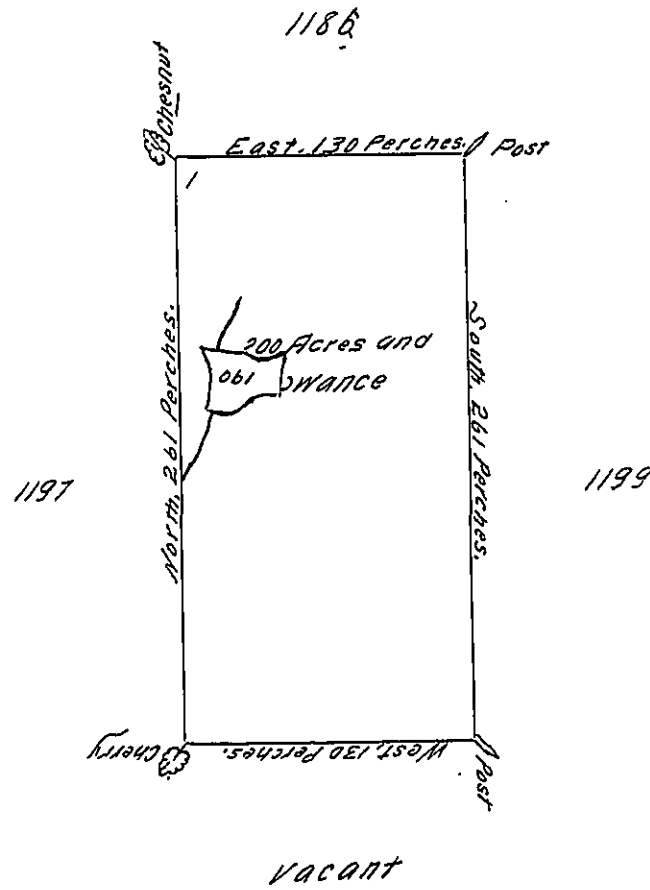 1186
Chesnut
East. 130 Perches.
Post
1
North, 261 Perches.
200 Acres and
061
owance
South, 261 Perches.
1197
1199
Cherry
West, 130 Perches.
Post
vacant